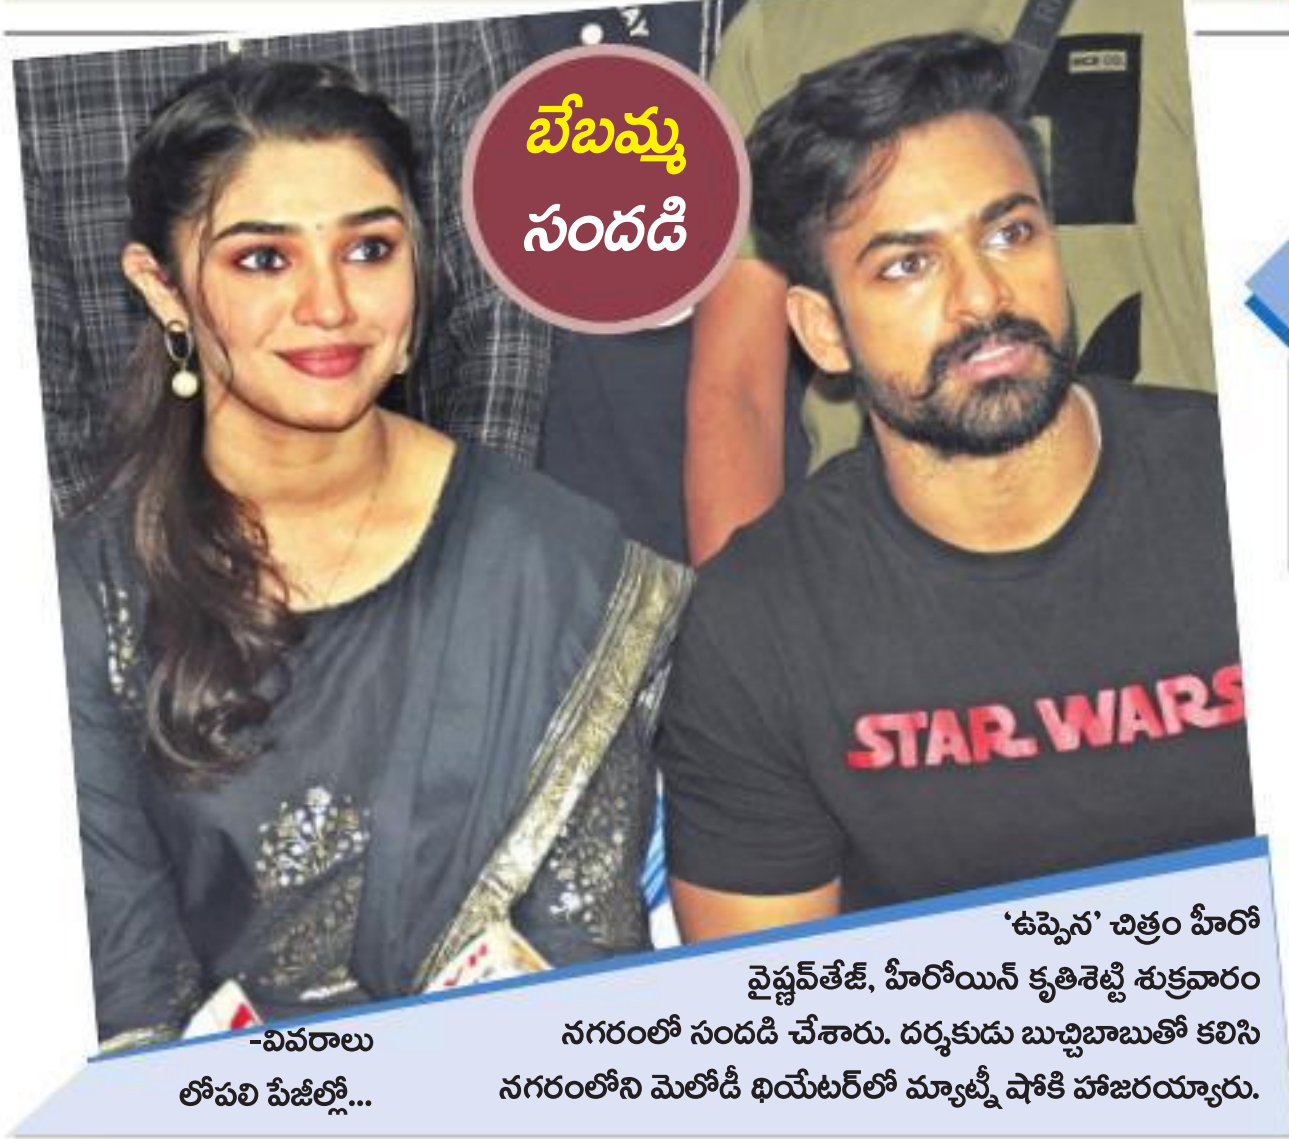 బేబమ్మ
సందడి
STAR WARS
‘ఉప్పెన’ చిత్రం హీరో
వైష్ణవ్‌తేజ్, హీరోయిన్ కృతిశెట్టి శుక్రవారం
నగరంలో సందడి చేశారు. దర్శకుడు బుచ్చిబాబుతో కలిసి
నగరంలోని మెలోడీ థియేటర్‌లో మ్యాట్నీ షోకి హాజరయ్యారు.
-వివరాలు
లోపలి పేజీల్లో...